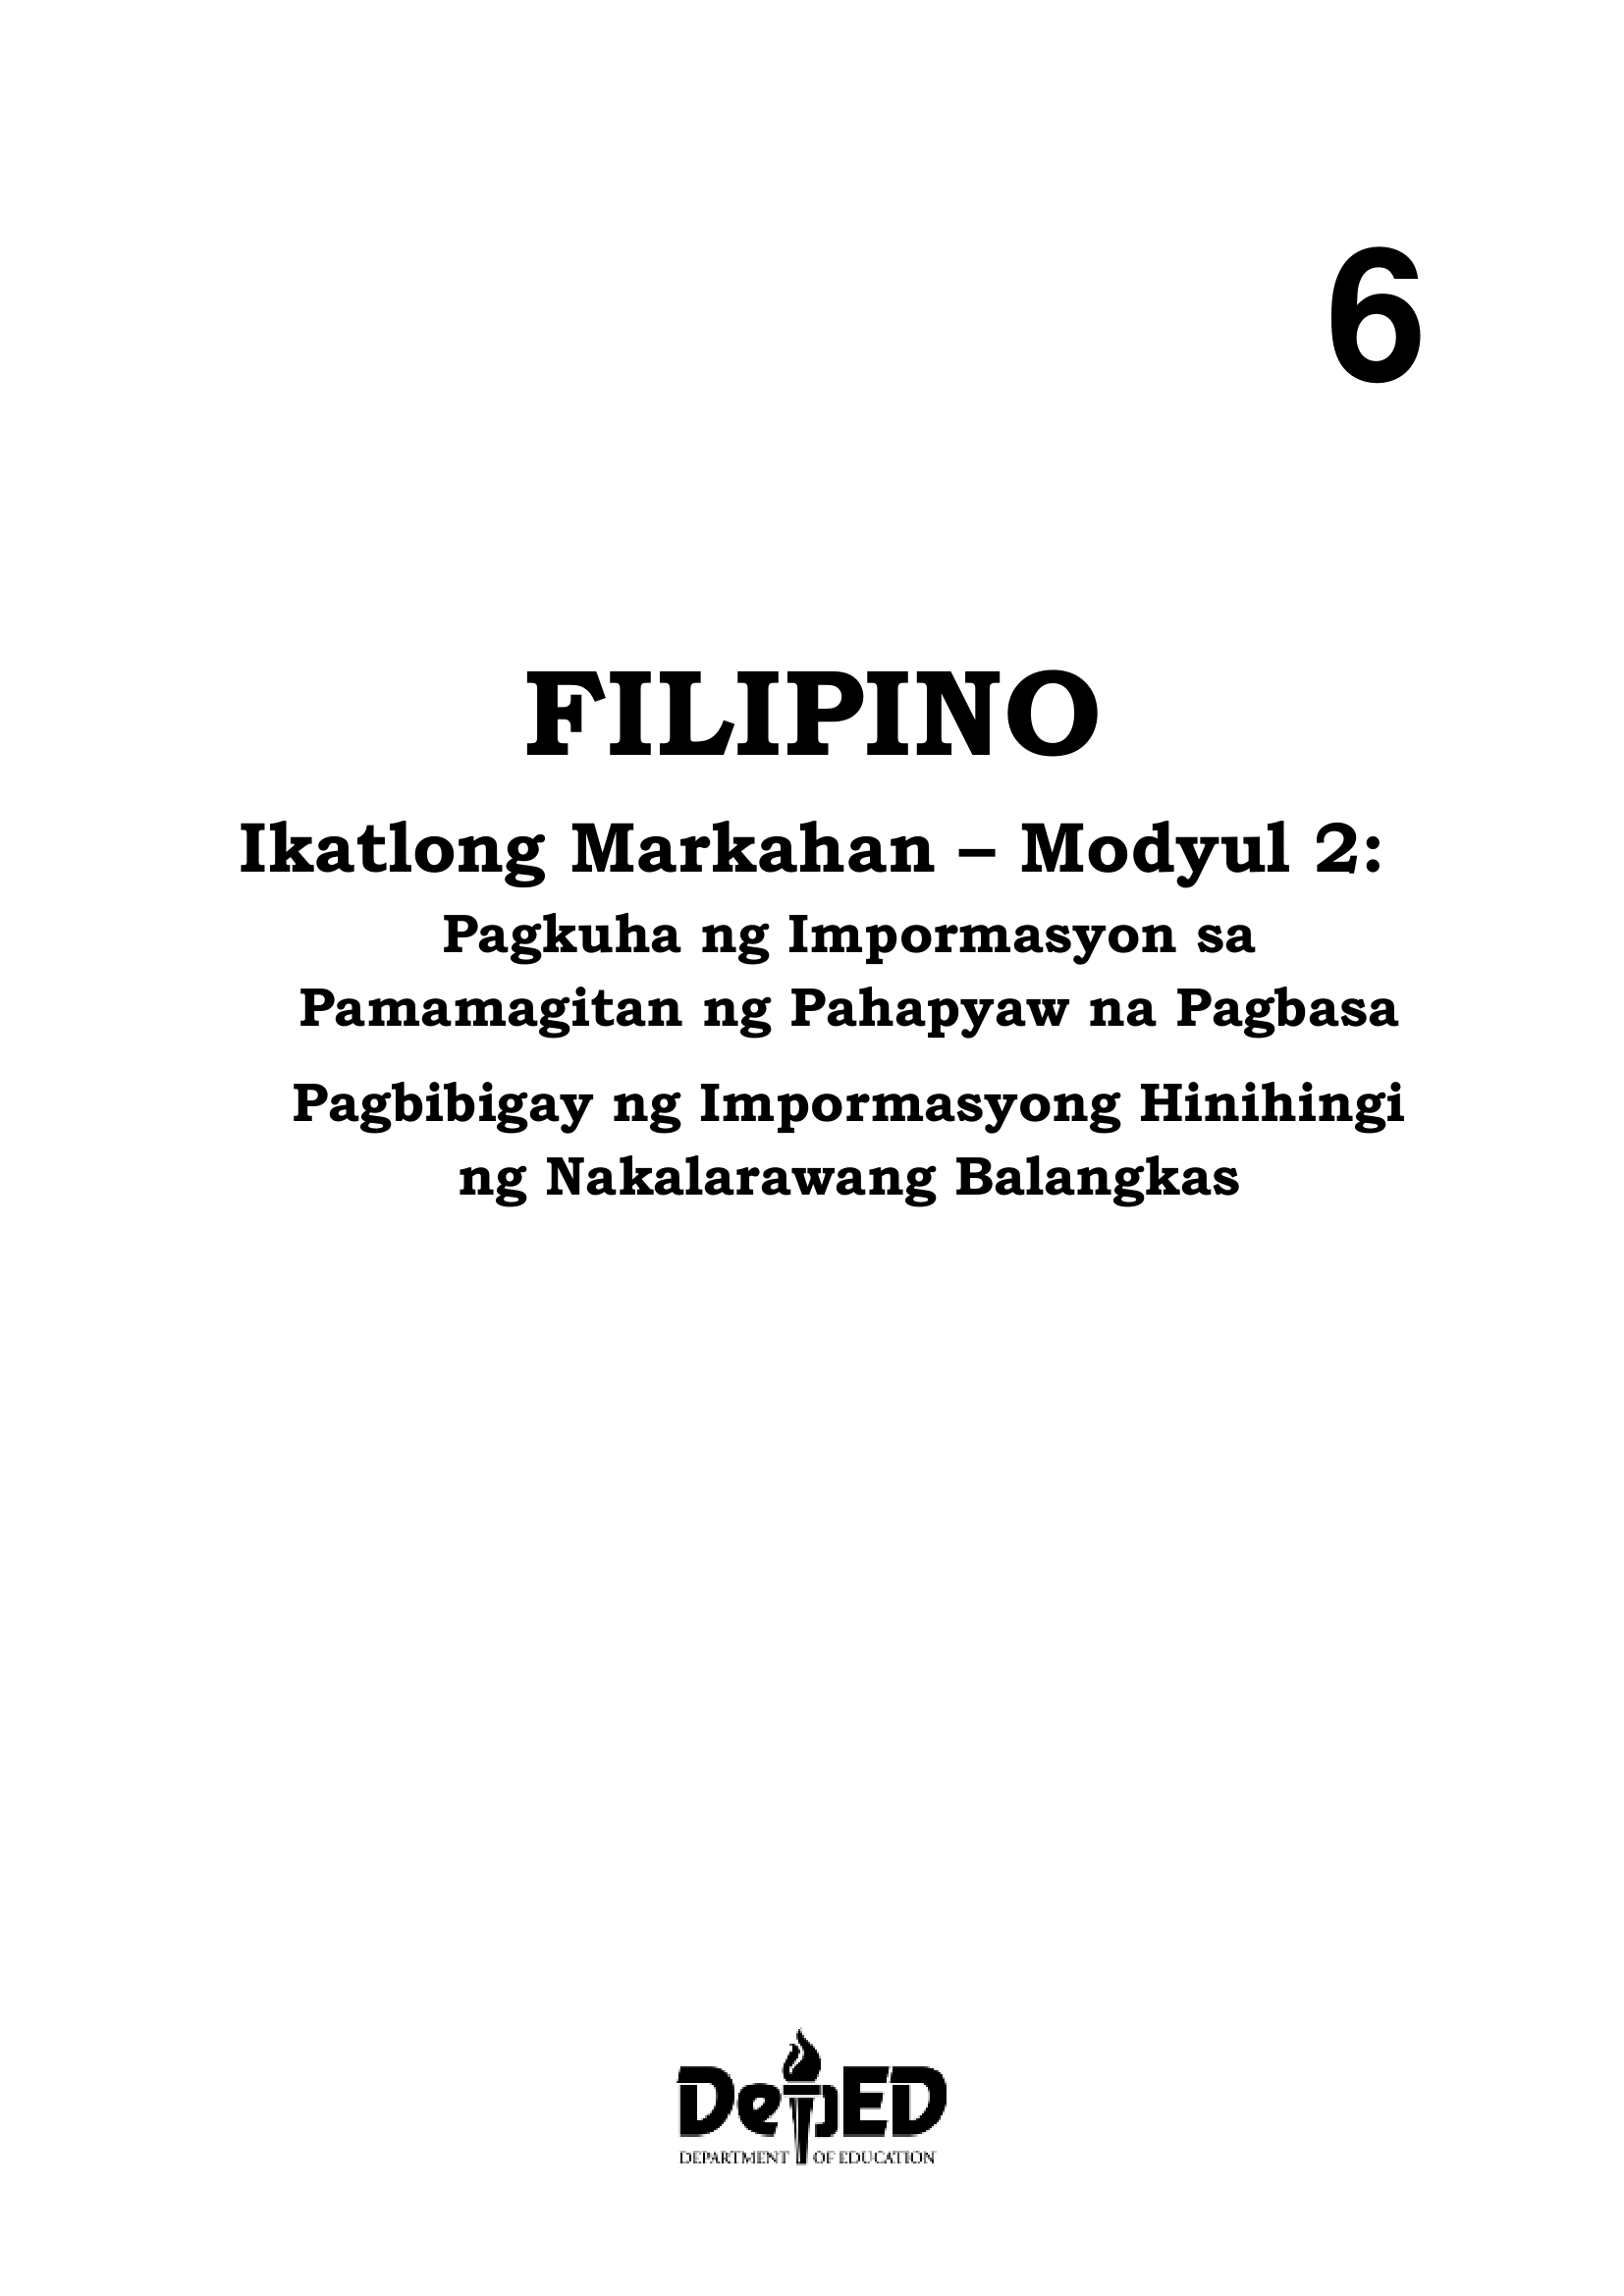 6
FILIPINO
Ikatlong Markahan – Modyul 2:
Pagkuha ng Impormasyon sa
Pamamagitan ng Pahapyaw na Pagbasa
Pagbibigay ng Impormasyong Hinihingi
ng Nakalarawang Balangkas
DepED
DEPARTMENT OF EDUCATION